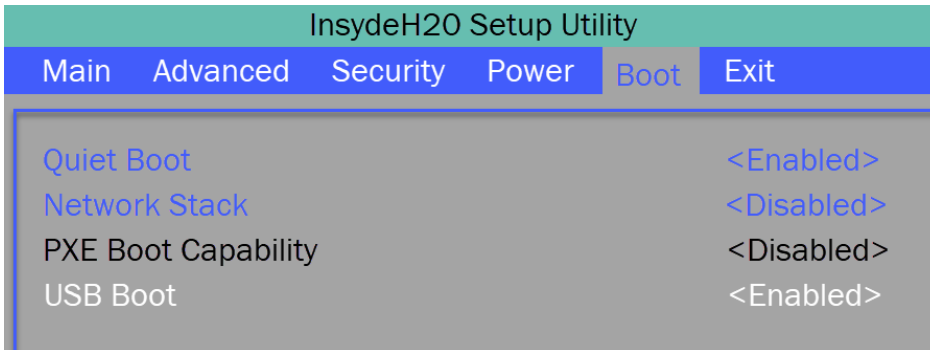 InsydeH20 Setup Utility
Main Advanced Security Power Boot Exit
Quiet Boot <Enabled>
Network Stack <Disabled>
PXE Boot Capability <Disabled>
USB Boot <Enabled>